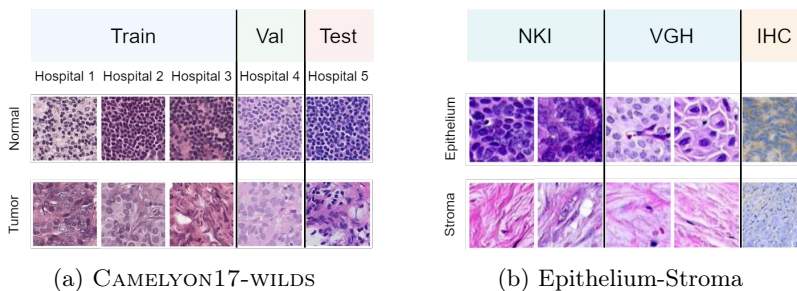 Train Val Test
Hospital 1 Hospital 2 Hospital 3 Hospital 4 Hospital 5
Normal
Tumor
(a) CAMELYON17-WILDS
NKI VGH IHC
Epithelium
Stroma
(b) Epithelium-Stroma